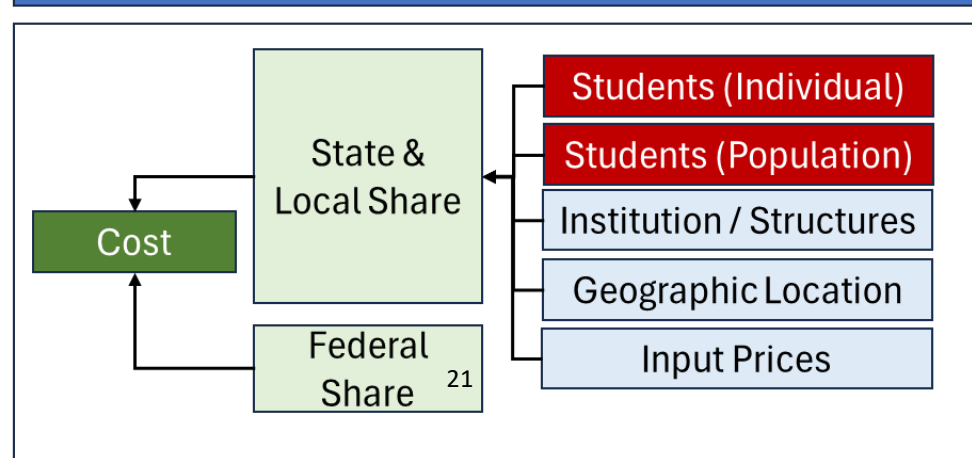 Students (Individual)
State &
Local Share
Students (Population)
Institution / Structures
Cost
Geographic Location
Federal
Share
21
Input Prices